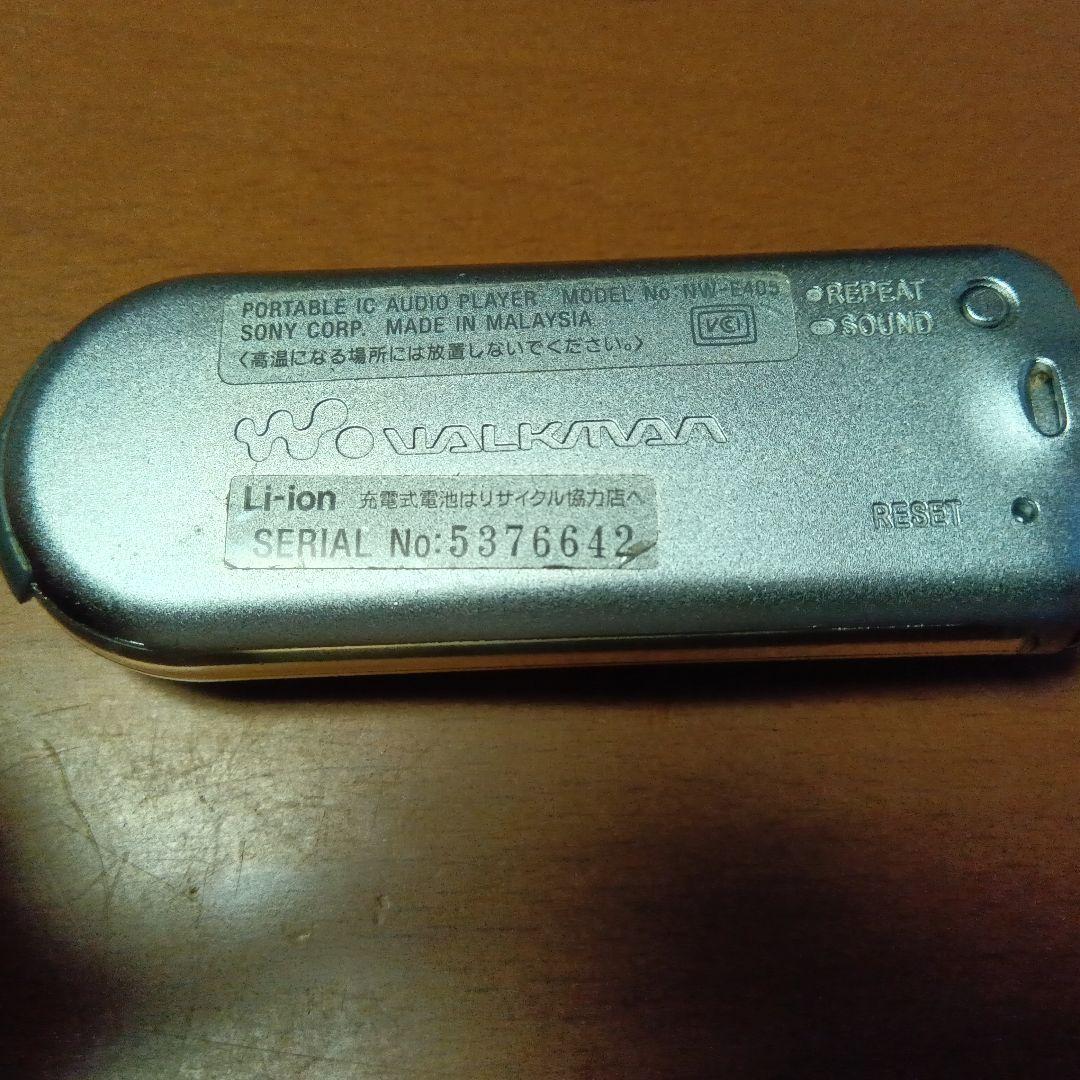 PORTABLE IC AUDIO PLAYER MODEL No NW-E405
SONY CORP. MADE IN MALAYSIA
VCI
〈高温になる場所には放置しないでください。〉
REPEAT
SOUND
WALKMAN
Li-ion 充電式電池はリサイクル協力店へ
SERIAL No: 5376642
RESET